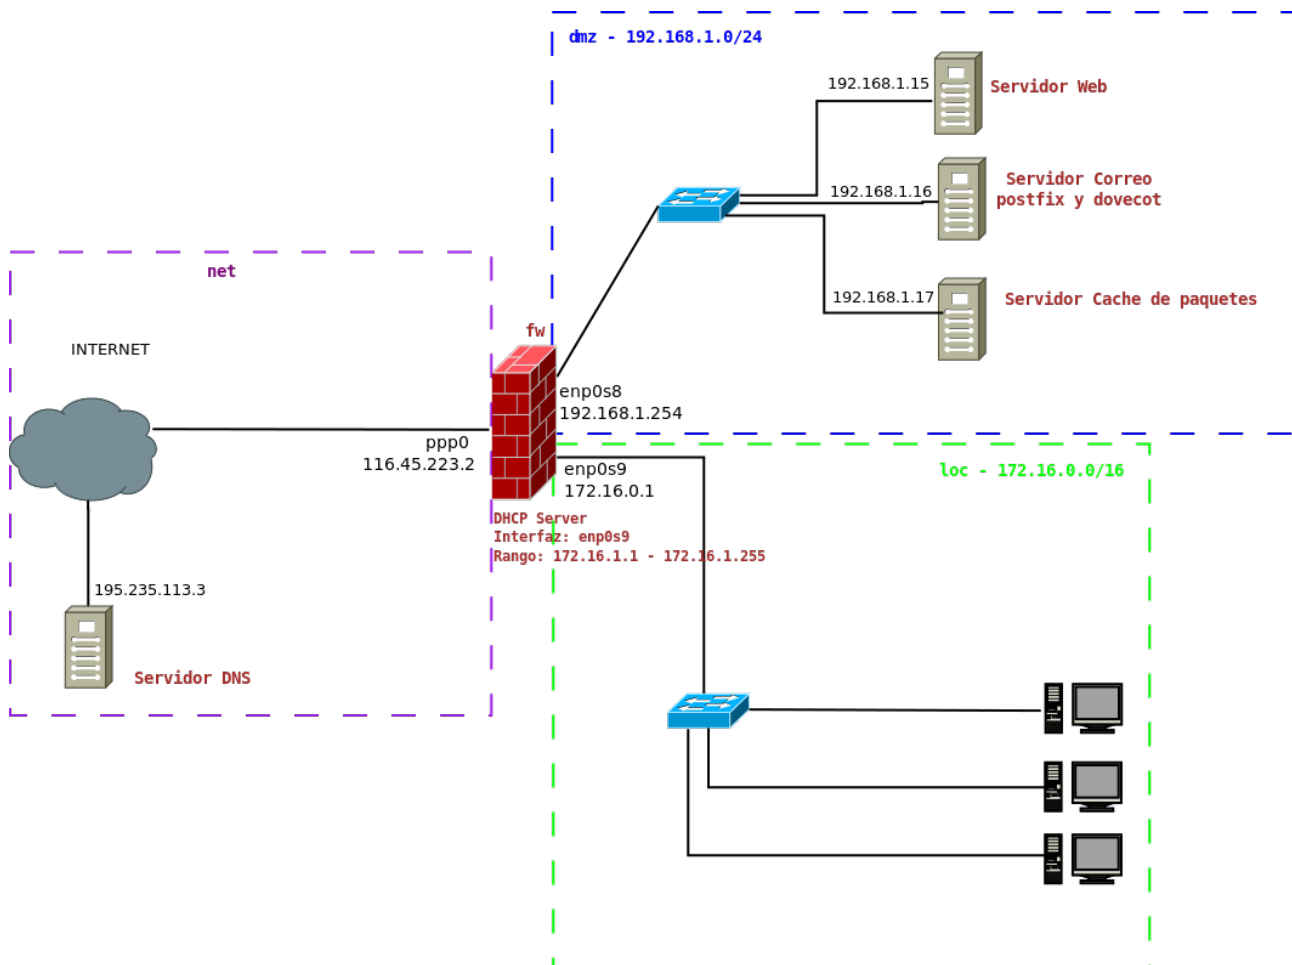 dmz - 192.168.1.0/24
192.168.1.15
Servidor Web
192.168.1.16
Servidor Correo
postfix y dovecot
192.168.1.17
Servidor Cache de paquetes
net
INTERNET
fw
enp0s8
192.168.1.254
ppp0
116.45.223.2
enp0s9
172.16.0.1
loc - 172.16.0.0/16
DHCP Server
Interfaz: enp0s9
Rango: 172.16.1.1 - 172.16.1.255
195.235.113.3
Servidor DNS